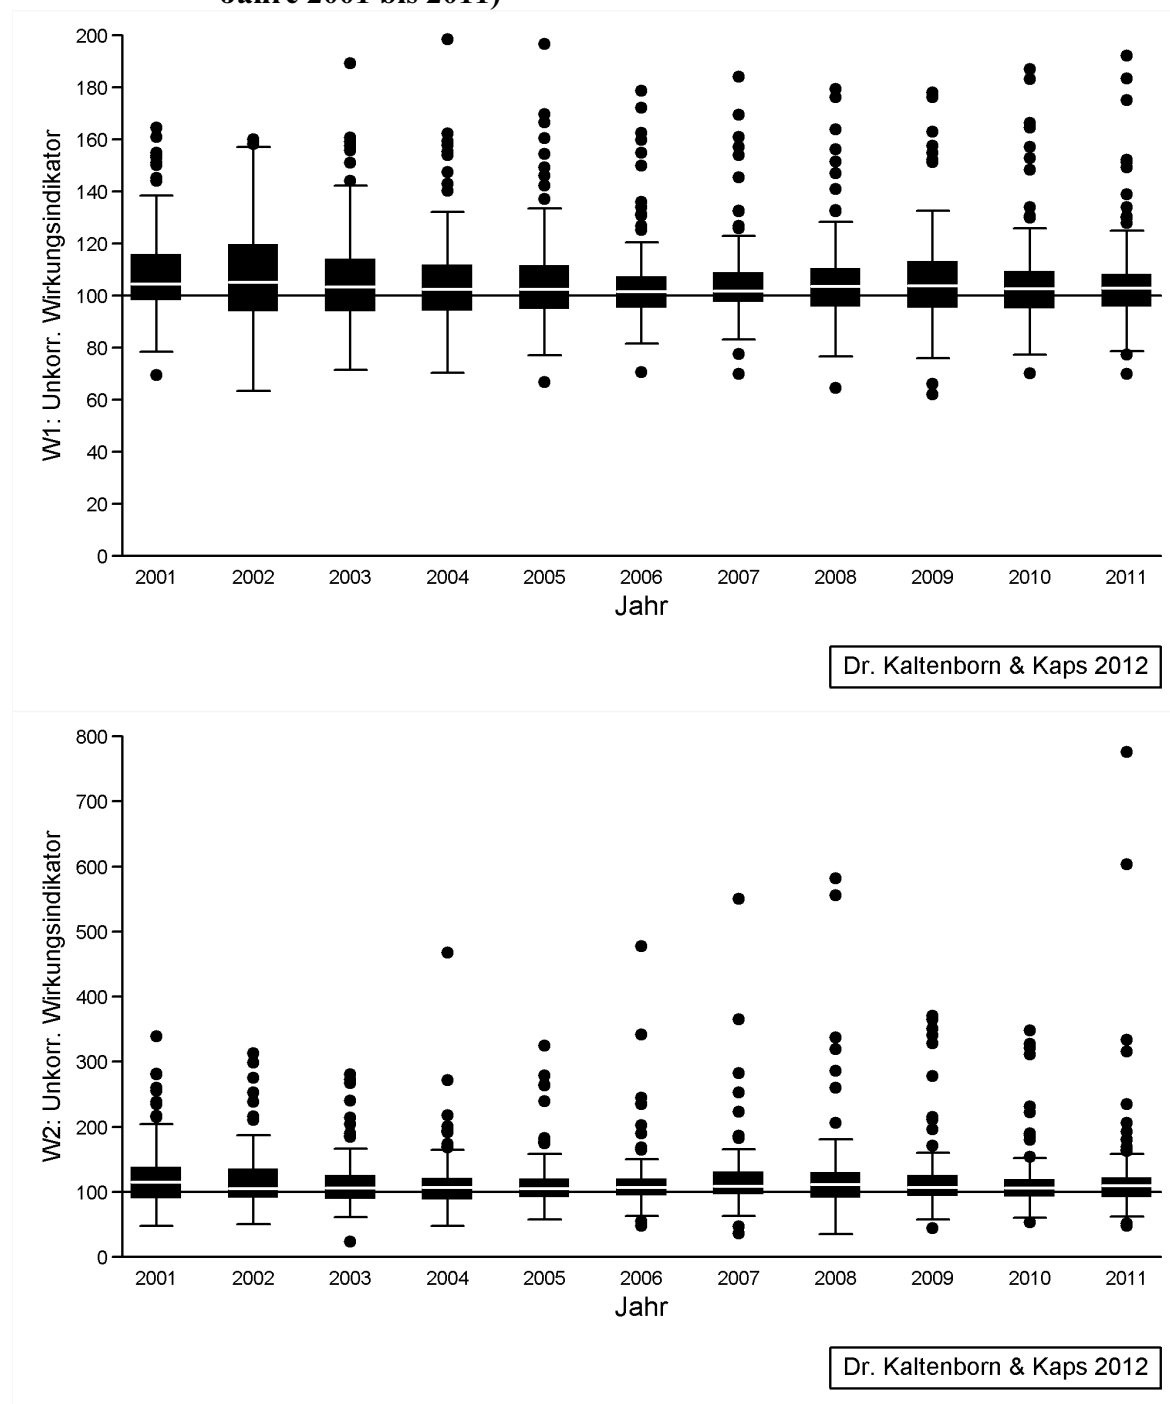 Jahre 2001 bis 2011)
200
180
160
140
120
100
80
60
40
20
0
W1: Unkorr. Wirkungsindikator
2001 2002 2003 2004 2005 2006 2007 2008 2009 2010 2011
Jahr
Dr. Kaltenborn & Kaps 2012
800
700
600
500
400
300
200
100
0
W2: Unkorr. Wirkungsindikator
2001 2002 2003 2004 2005 2006 2007 2008 2009 2010 2011
Jahr
Dr. Kaltenborn & Kaps 2012